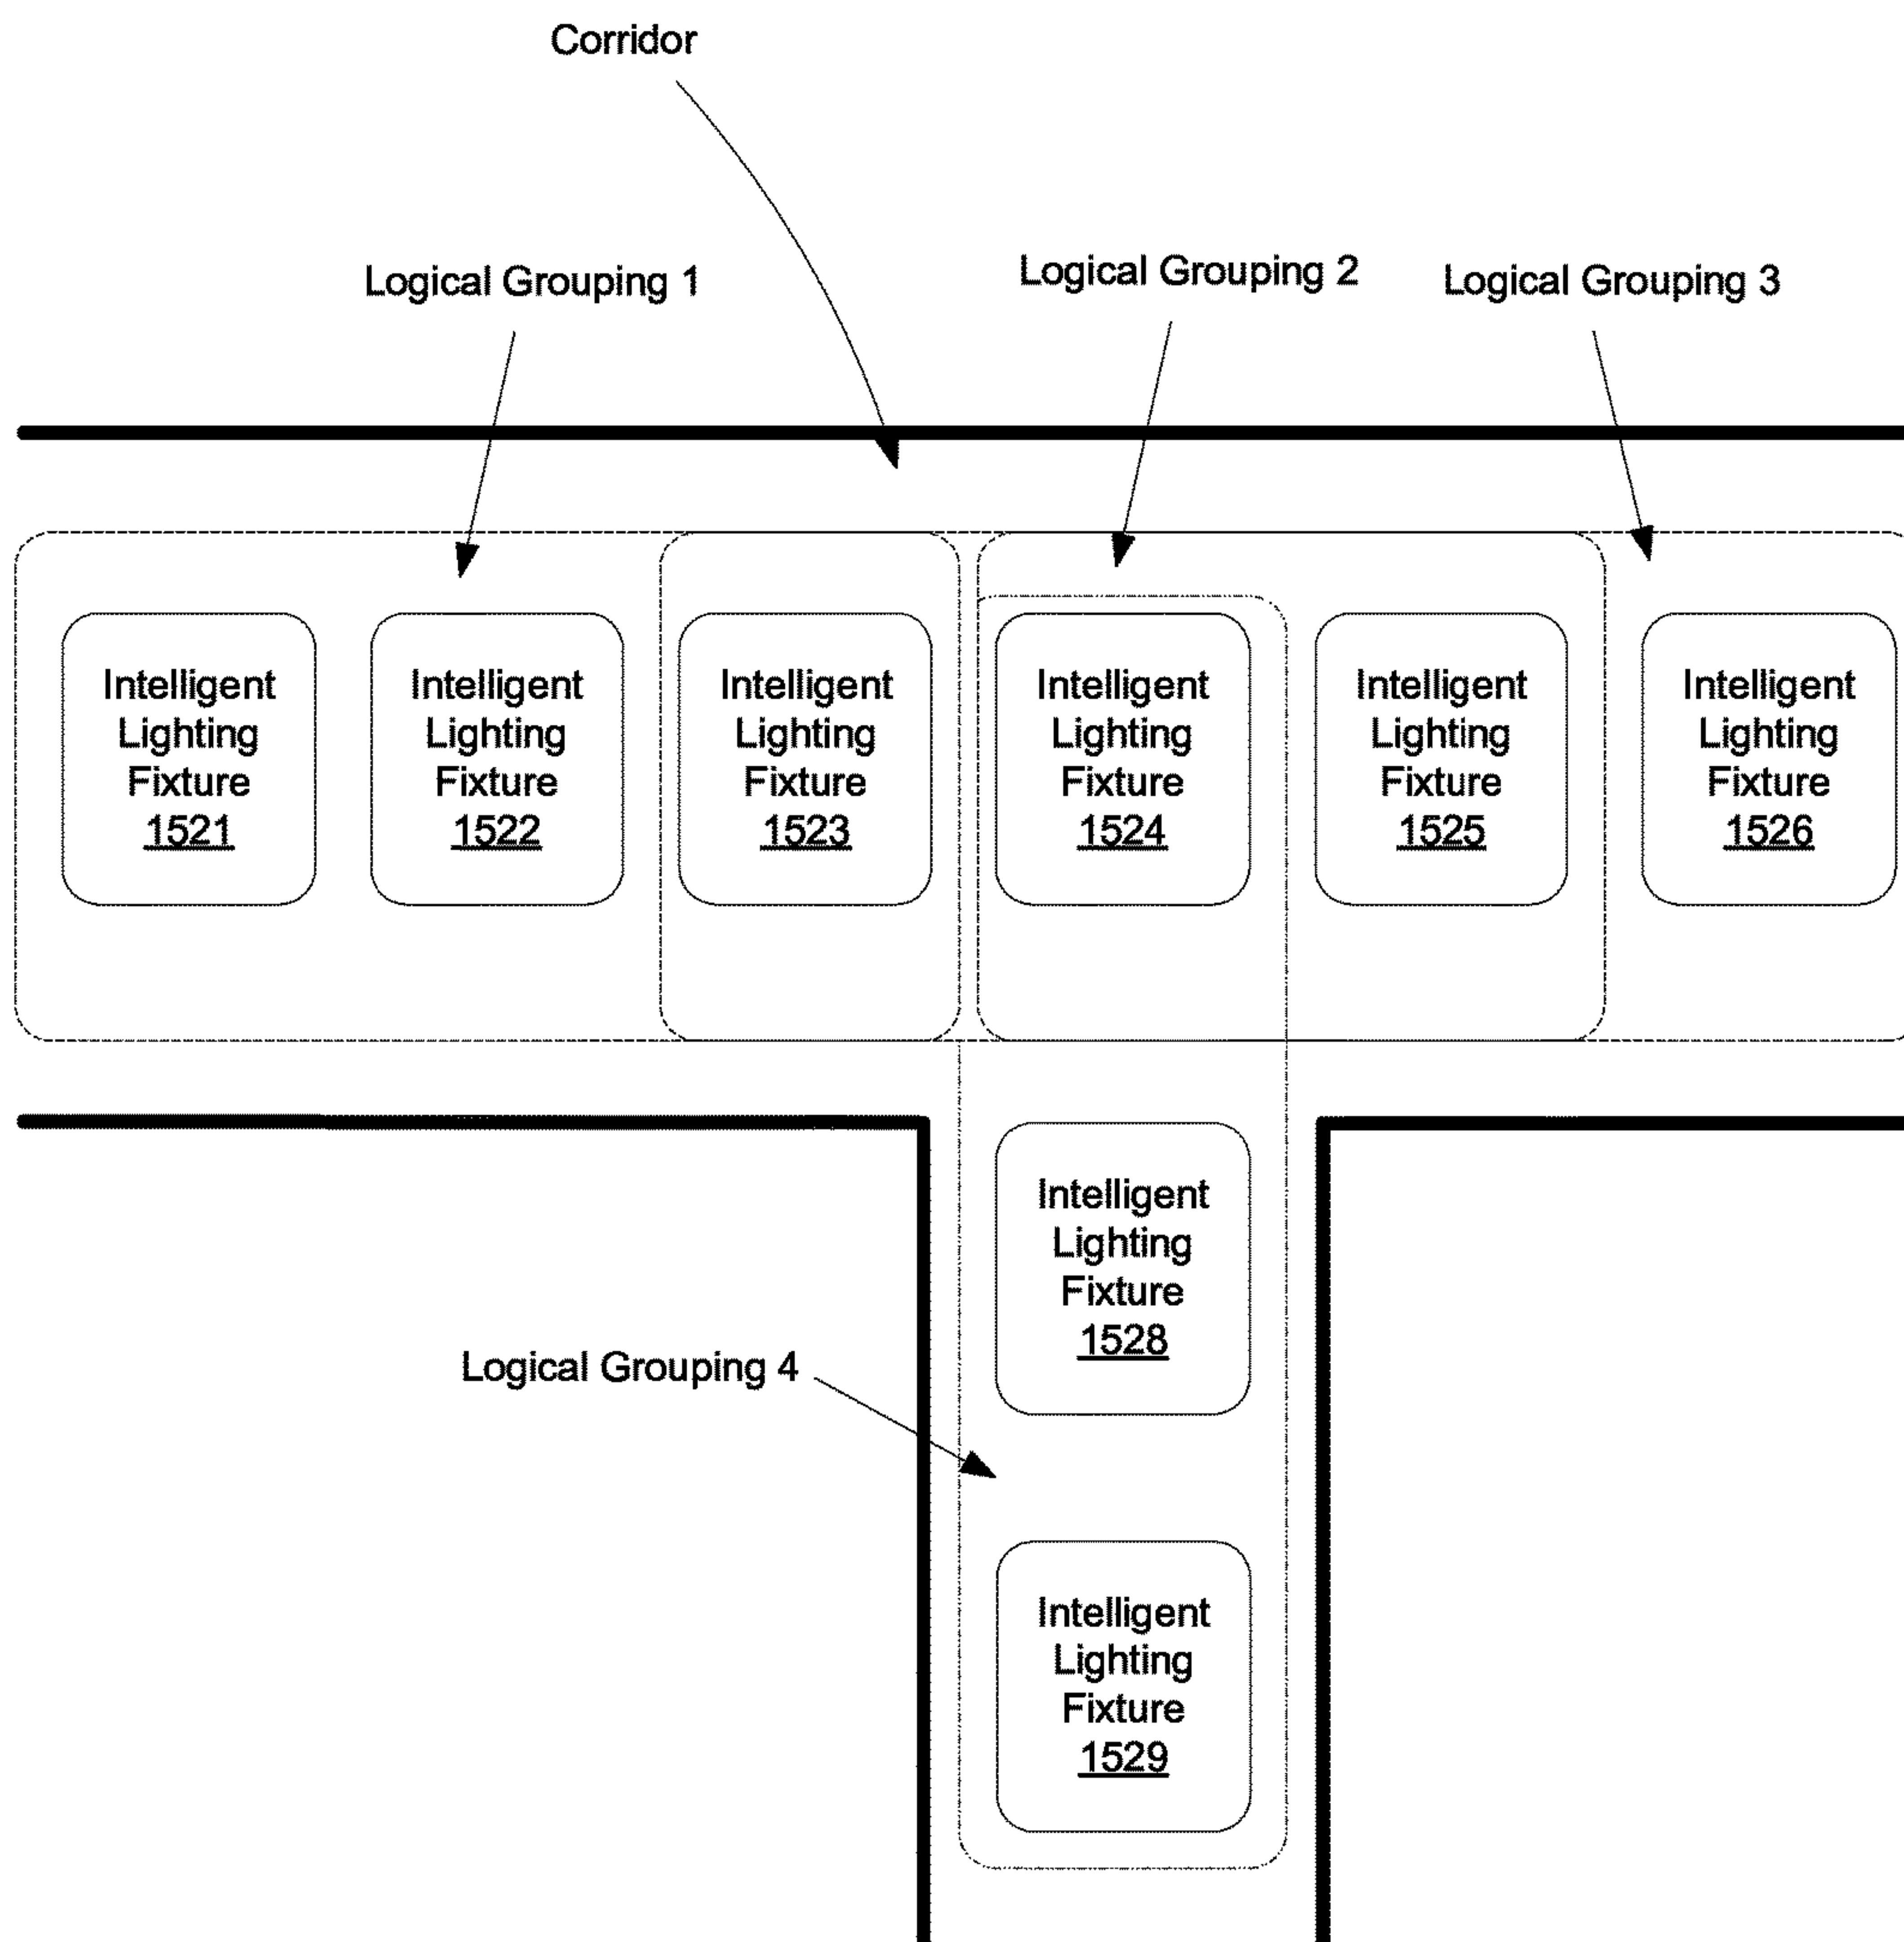 Corridor
Logical Grouping 1
Logical Grouping 2
Logical Grouping 3
Intelligent
Lighting
Fixture
1521
Intelligent
Lighting
Fixture
1522
Intelligent
Lighting
Fixture
1523
Intelligent
Lighting
Fixture
1524
Intelligent
Lighting
Fixture
1525
Intelligent
Lighting
Fixture
1526
Intelligent
Lighting
Fixture
1528
Logical Grouping 4
Intelligent
Lighting
Fixture
1529